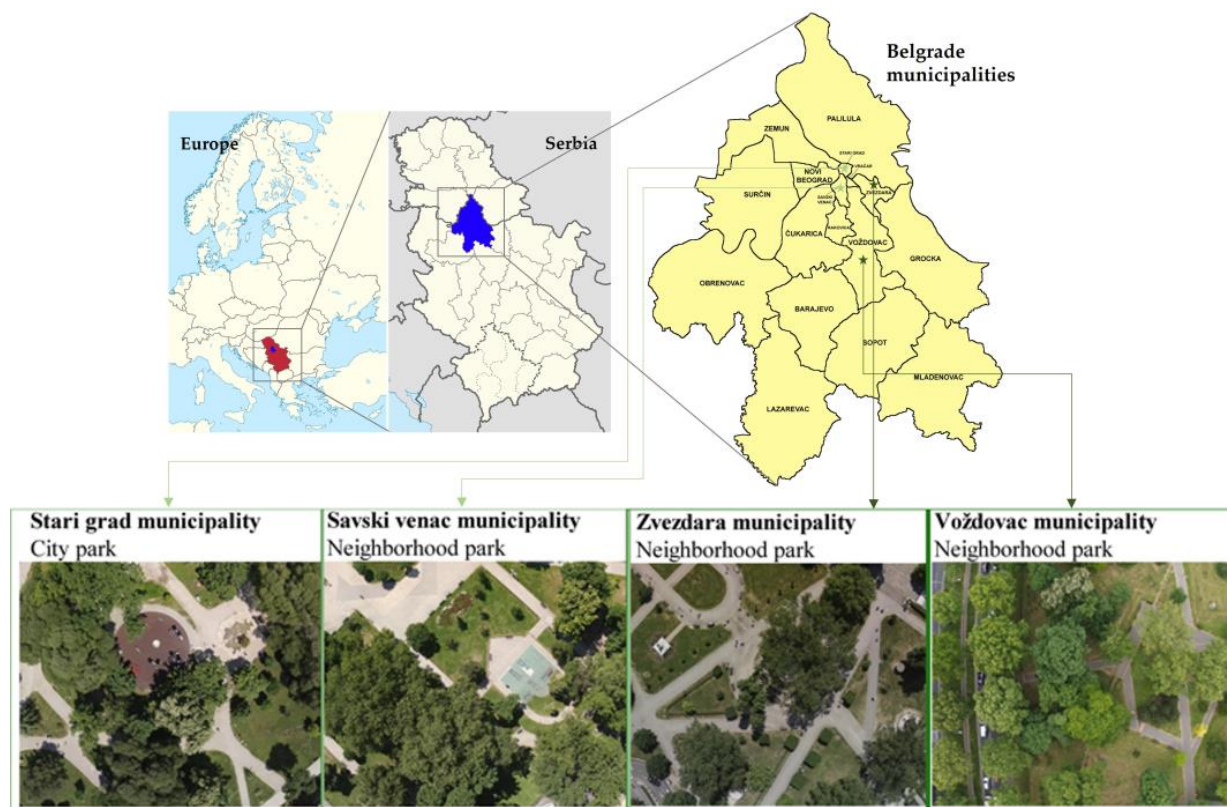 Belgrade
municipalities
Europe
Serbia
PALILULA
ZEMUN
STARI GRAD
VRAČAR
NOVI
BEOGRAD
ZVEZDARA
SURČIN
SAVSKI
VENAC
ČUKARICA
RAKOVICA
VOŽDOVAC
GROCKA
OBRENOVAC
BARAJEVO
SOPOT
MLADENOVAC
LAZAREVAC
Stari grad municipality
City park
Savski venac municipality
Neighborhood park
Zvezdara municipality
Neighborhood park
Voždovac municipality
Neighborhood park